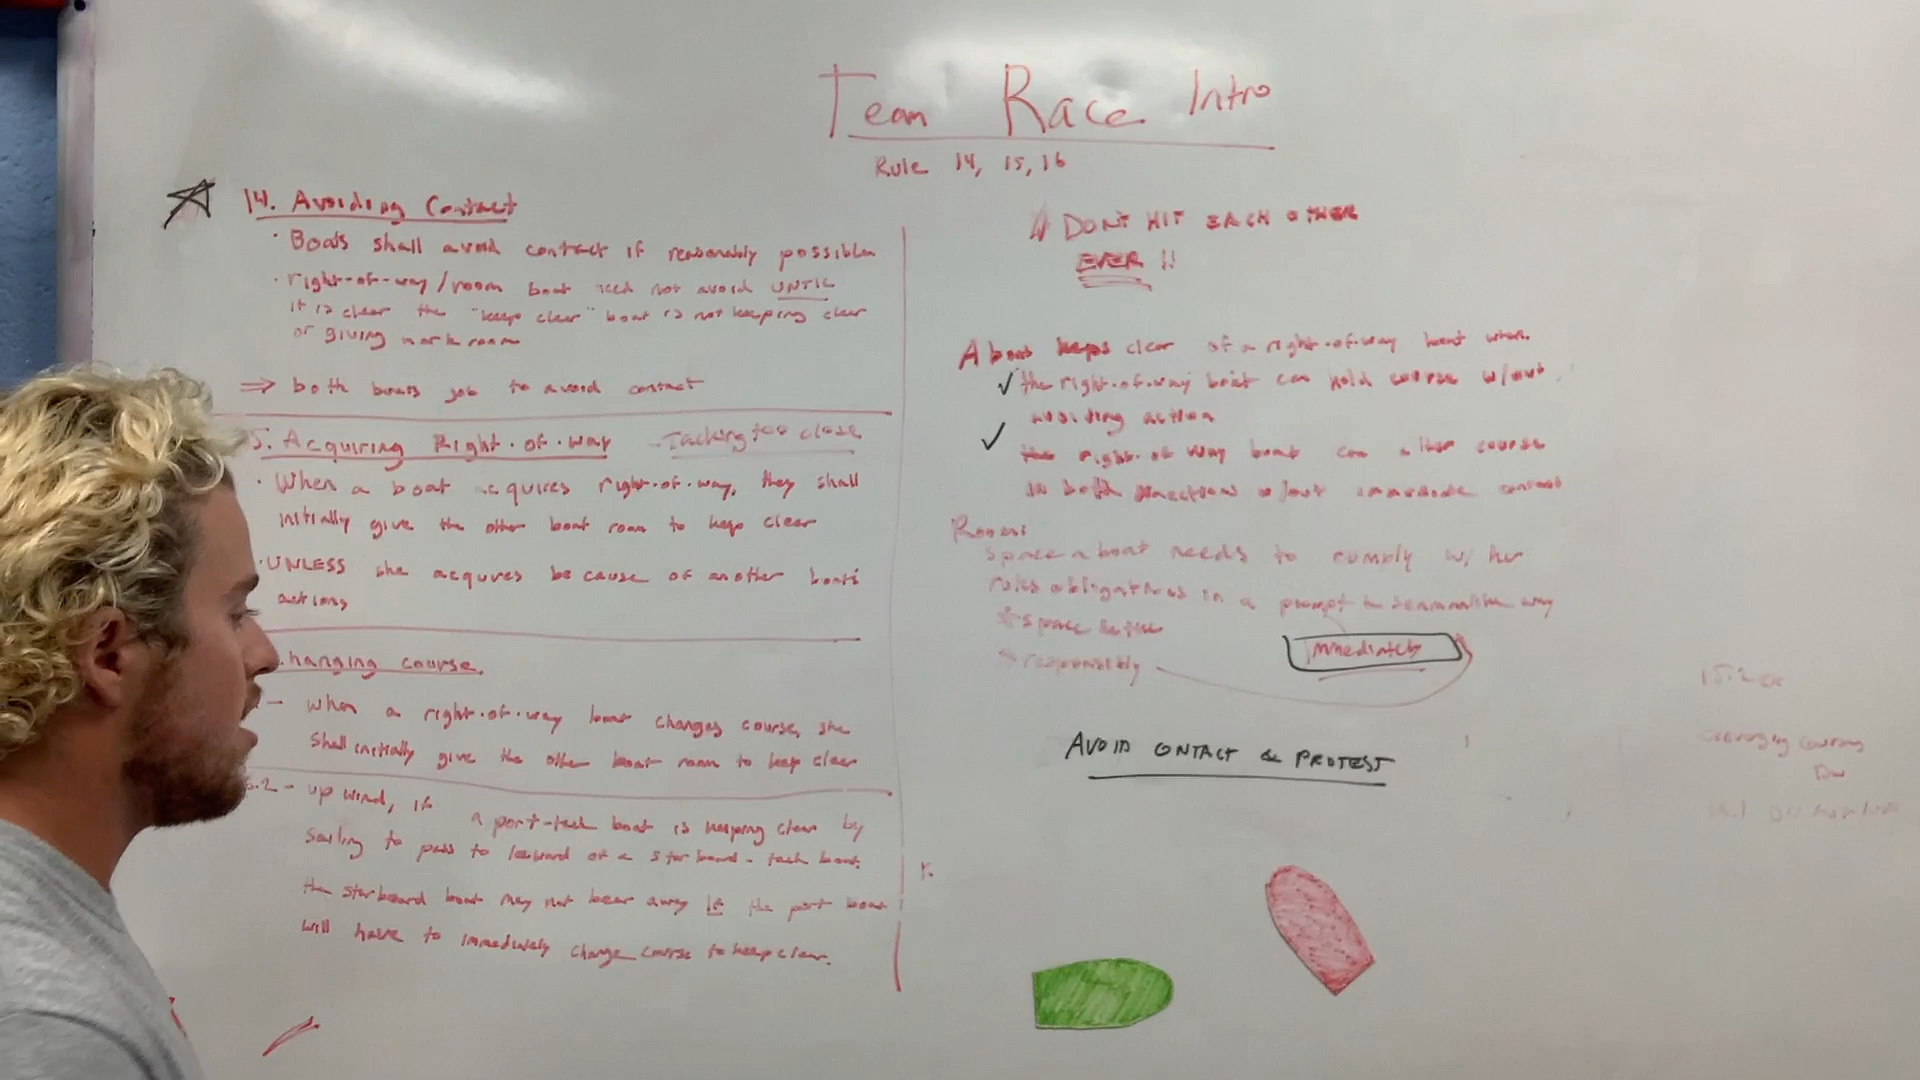 Team Race Intro
Rule 14, 15, 16
14. Avoiding Contact
· Boats shall avoid contact if reasonably possible
· right-of-way/room boat need not avoid UNTIL
it is clear the "keep clear" boat is not keeping clear
or giving mark room
⇒ both boats job to avoid contact
5. Acquiring Right-of-way - Tacking too close
· When a boat acquires right-of-way, they shall
initially give the other boat room to keep clear
· UNLESS she acquires because of another boat's
actions
hanging course
- When a right-of-way boat changes course, she
shall initially give the other boat room to keep clear
.2 - up wind, if a port-tack boat is keeping clear by
sailing to pass to leeward of a starboard-tack boat,
the starboard boat may not bear away if the port boat
will have to immediately change course to keep clear.
DON'T HIT EACH OTHER
EVER !!
A boat keeps clear of a right-of-way boat when
✓ the right-of-way boat can hold course w/out
avoiding action
✓ the right-of-way boat can alter course
in both directions w/out immediate contact
Room:
space a boat needs to comply w/ her
rules obligations in a prompt & seamanlike way
* space
* responsibly
immediately
AVOID CONTACT & PROTEST